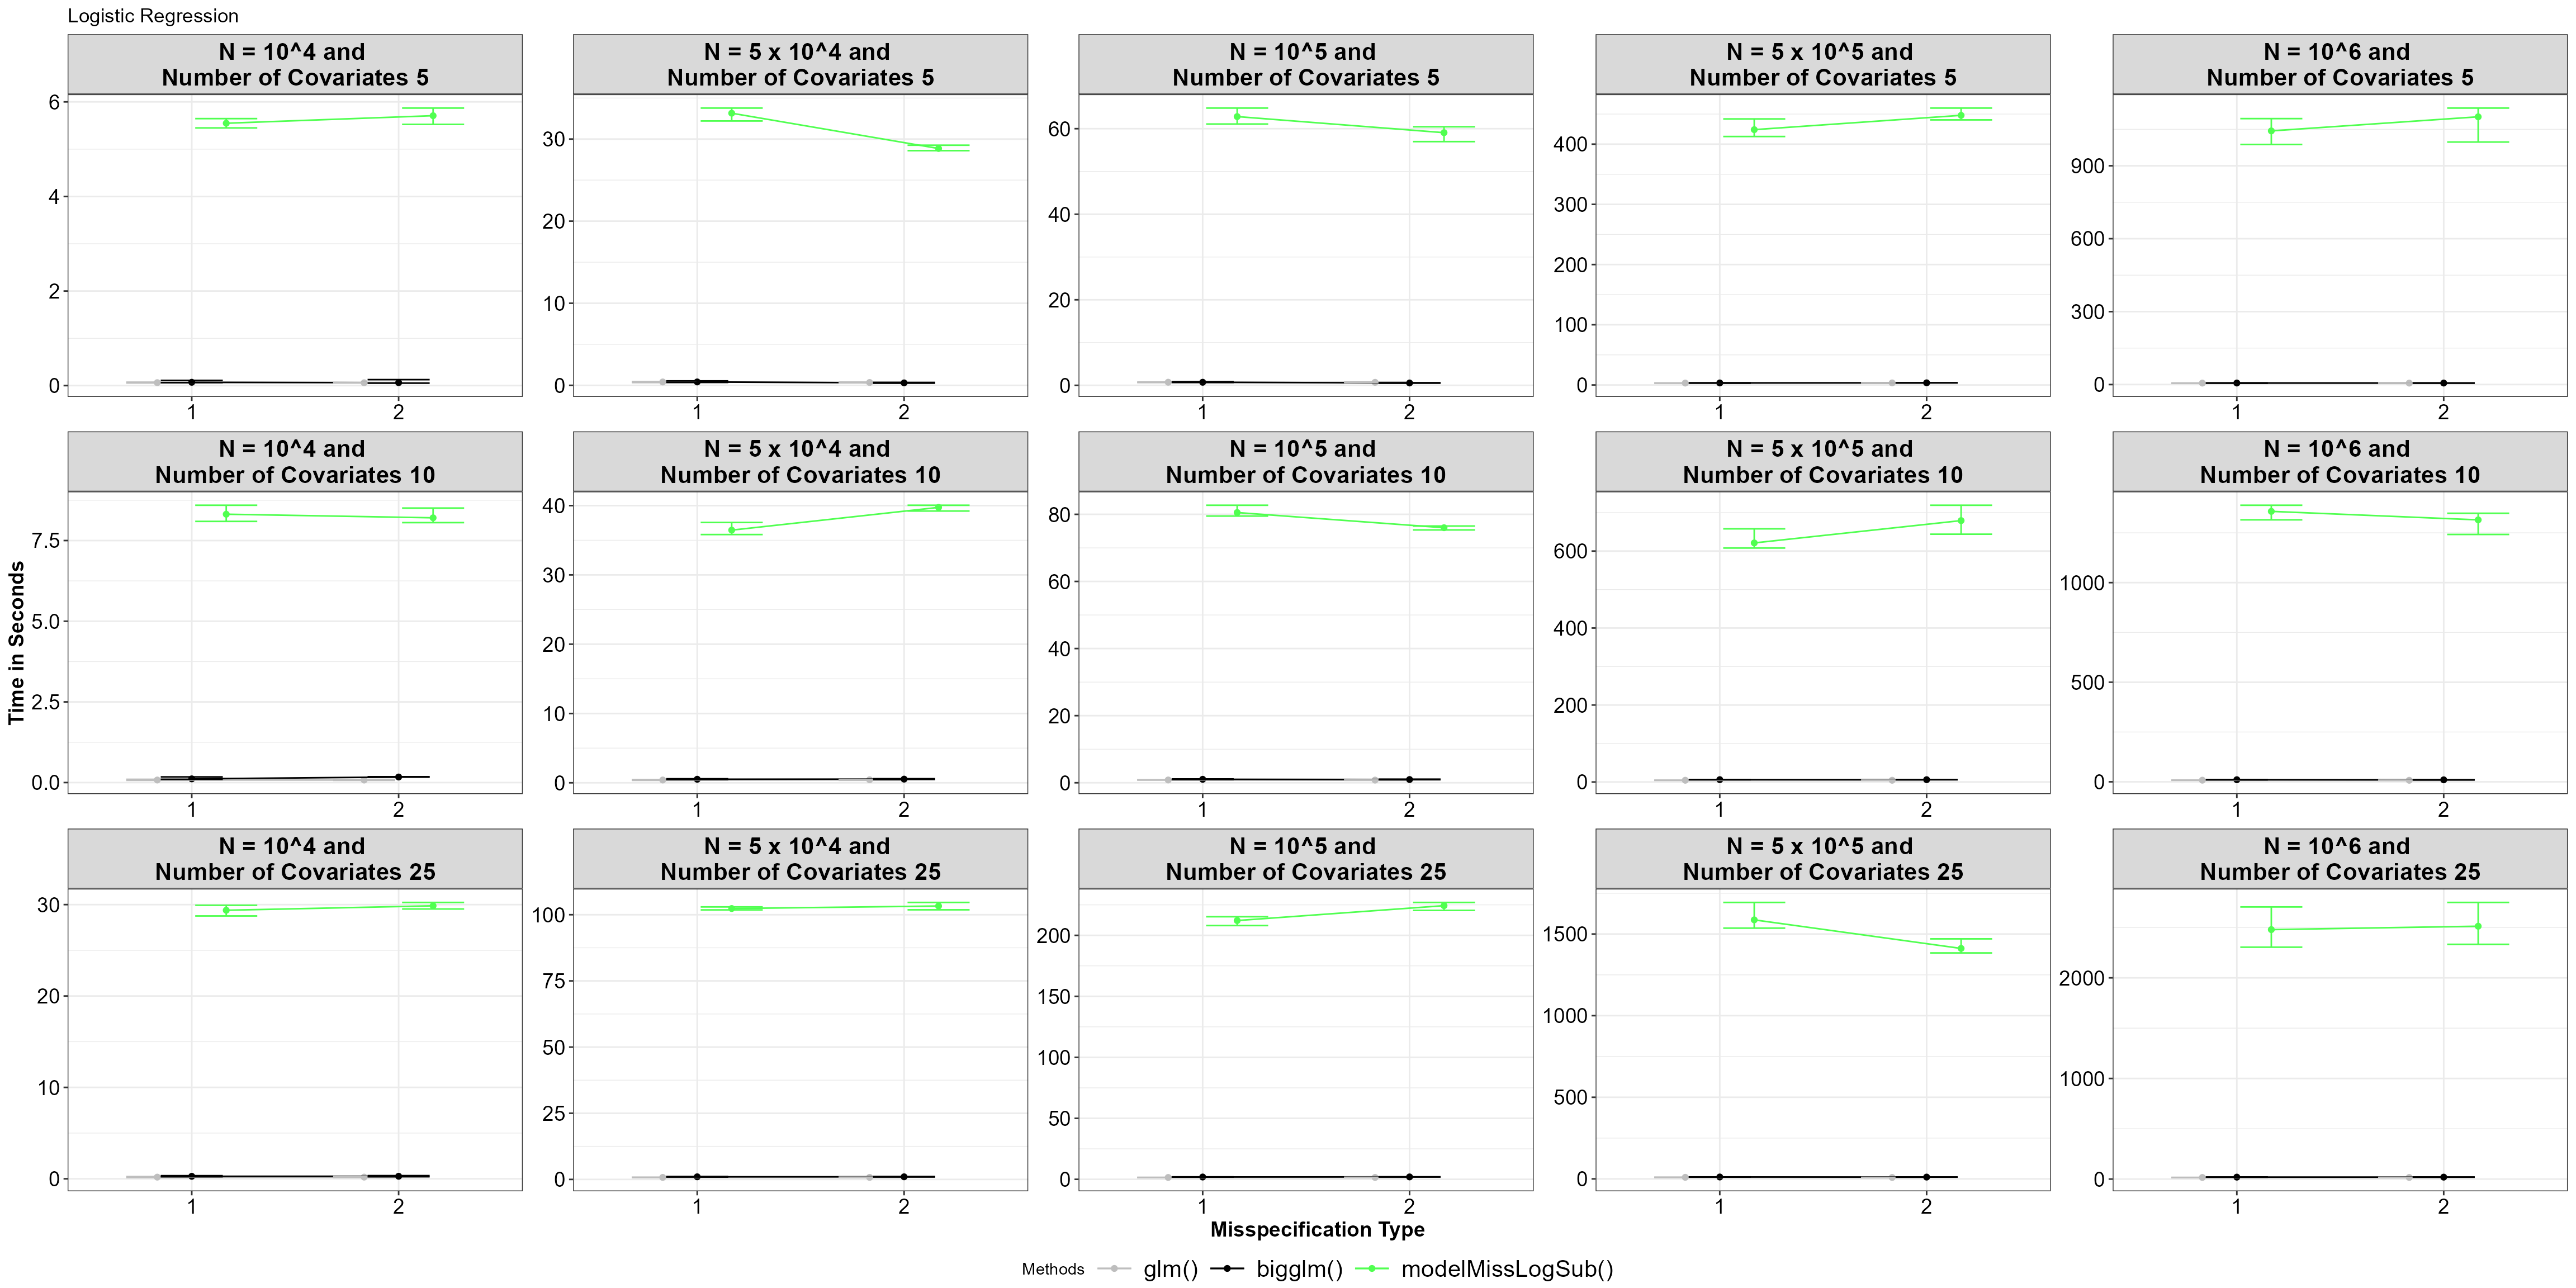 Logistic Regression
N = 10^4 and
Number of Covariates 5
N = 5 x 10^4 and
Number of Covariates 5
N = 10^5 and
Number of Covariates 5
N = 5 x 10^5 and
Number of Covariates 5
N = 10^6 and
Number of Covariates 5
6
4
2
0
1
2
30
20
10
0
1
2
60
40
20
0
1
2
400
300
200
100
0
1
2
900
600
300
0
1
2
N = 10^4 and
Number of Covariates 10
N = 5 x 10^4 and
Number of Covariates 10
N = 10^5 and
Number of Covariates 10
N = 5 x 10^5 and
Number of Covariates 10
N = 10^6 and
Number of Covariates 10
Time in Seconds
7.5
5.0
2.5
0.0
1
2
40
30
20
10
0
1
2
80
60
40
20
0
1
2
600
400
200
0
1
2
1000
500
0
1
2
N = 10^4 and
Number of Covariates 25
N = 5 x 10^4 and
Number of Covariates 25
N = 10^5 and
Number of Covariates 25
N = 5 x 10^5 and
Number of Covariates 25
N = 10^6 and
Number of Covariates 25
30
20
10
0
1
2
100
75
50
25
0
1
2
200
150
100
50
0
1
2
1500
1000
500
0
1
2
2000
1000
0
1
2
Misspecification Type
Methods glm() bigglm() modelMissLogSub()